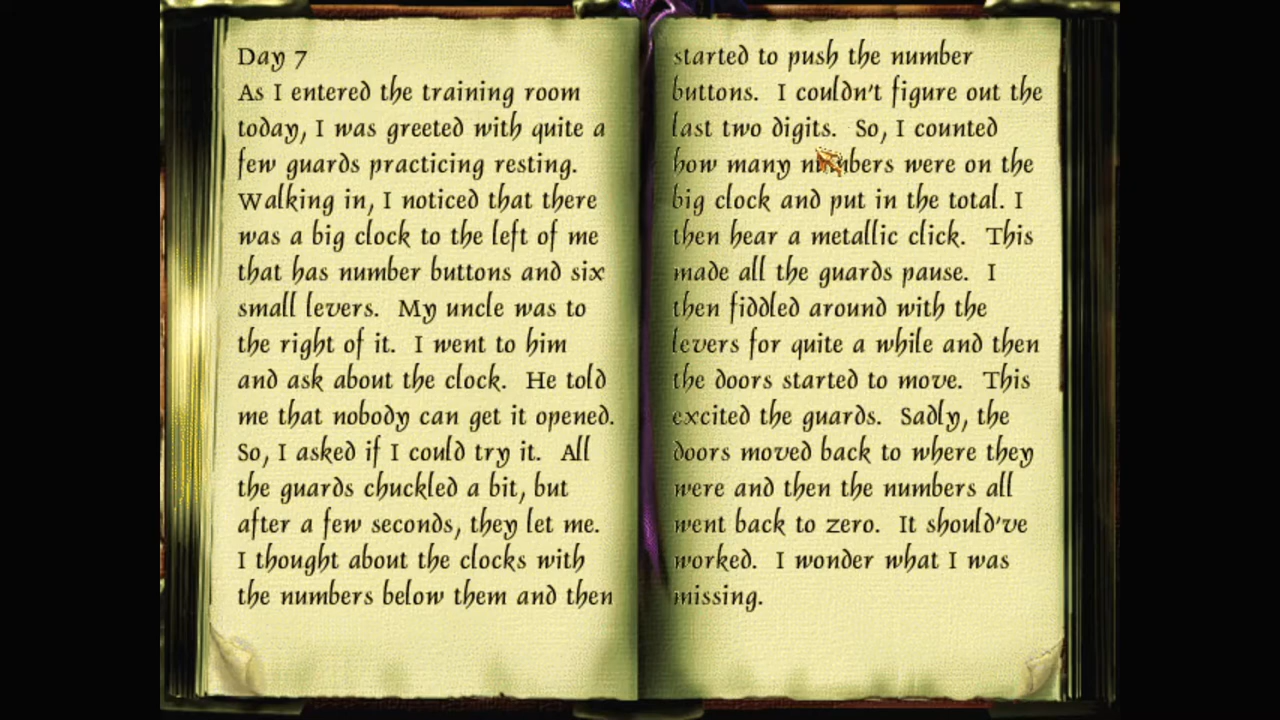 Day 7
As I entered the training room
today, I was greeted with quite a
few guards practicing resting.
Walking in, I noticed that there
was a big clock to the left of me
that has number buttons and six
small levers.  My uncle was to
the right of it.  I went to him
and ask about the clock.  He told
me that nobody can get it opened.
So, I asked if I could try it.  All
the guards chuckled a bit, but
after a few seconds, they let me.
I thought about the clocks with
the numbers below them and then
started to push the number
buttons.  I couldn't figure out the
last two digits.  So, I counted
how many numbers were on the
big clock and put in the total. I
then hear a metallic click.  This
made all the guards pause.  I
then fiddled around with the
levers for quite a while and then
the doors started to move.  This
excited the guards.  Sadly, the
doors moved back to where they
were and then the numbers all
went back to zero.  It should've
worked.  I wonder what I was
missing.